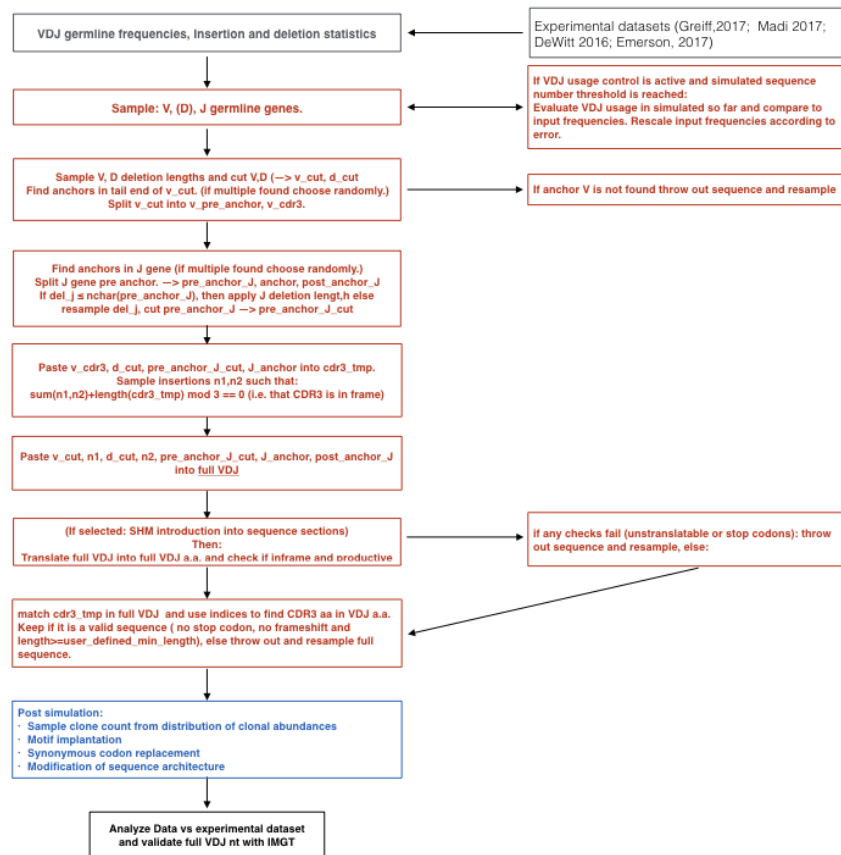 VDJ germline frequencies, Insertion and deletion statistics
Experimental datasets (Greiff,2017; Madi 2017;
DeWitt 2016; Emerson, 2017)
Sample: V, (D), J germline genes.
If VDJ usage control is active and simulated sequence
number threshold is reached:
Evaluate VDJ usage in simulated so far and compare to
input frequencies. Rescale input frequencies according to
error.
Sample V, D deletion lengths and cut V,D (—> v_cut, d_cut
Find anchors in tail end of v_cut. (if multiple found choose randomly.)
Split v_cut into v_pre_anchor, v_cdr3.
If anchor V is not found throw out sequence and resample
Find anchors in J gene (if multiple found choose randomly.)
Split J gene pre anchor. —> pre_anchor_J, anchor, post_anchor_J
If del_j ≤ nchar(pre_anchor_J), then apply J deletion lengt,h else
resample del_j, cut pre_anchor_J —> pre_anchor_J_cut
Paste v_cdr3, d_cut, pre_anchor_J_cut, J_anchor into cdr3_tmp.
Sample insertions n1,n2 such that:
sum(n1,n2)+length(cdr3_tmp) mod 3 == 0 (i.e. that CDR3 is in frame)
Paste v_cut, n1, d_cut, n2, pre_anchor_J_cut, J_anchor, post_anchor_J
into full VDJ
(If selected: SHM introduction into sequence sections)
Then:
Translate full VDJ into full VDJ a.a. and check if inframe and productive
if any checks fail (unstranslatable or stop codons): throw
out sequence and resample, else:
match cdr3_tmp in full VDJ and use indices to find CDR3 aa in VDJ a.a.
Keep if it is a valid sequence ( no stop codon, no frameshift and
length>=user_defined_min_length), else throw out and resample full
sequence.
Post simulation:
· Sample clone count from distribution of clonal abundances
· Motif implantation
· Synonymous codon replacement
· Modification of sequence architecture
Analyze Data vs experimental dataset
and validate full VDJ nt with IMGT